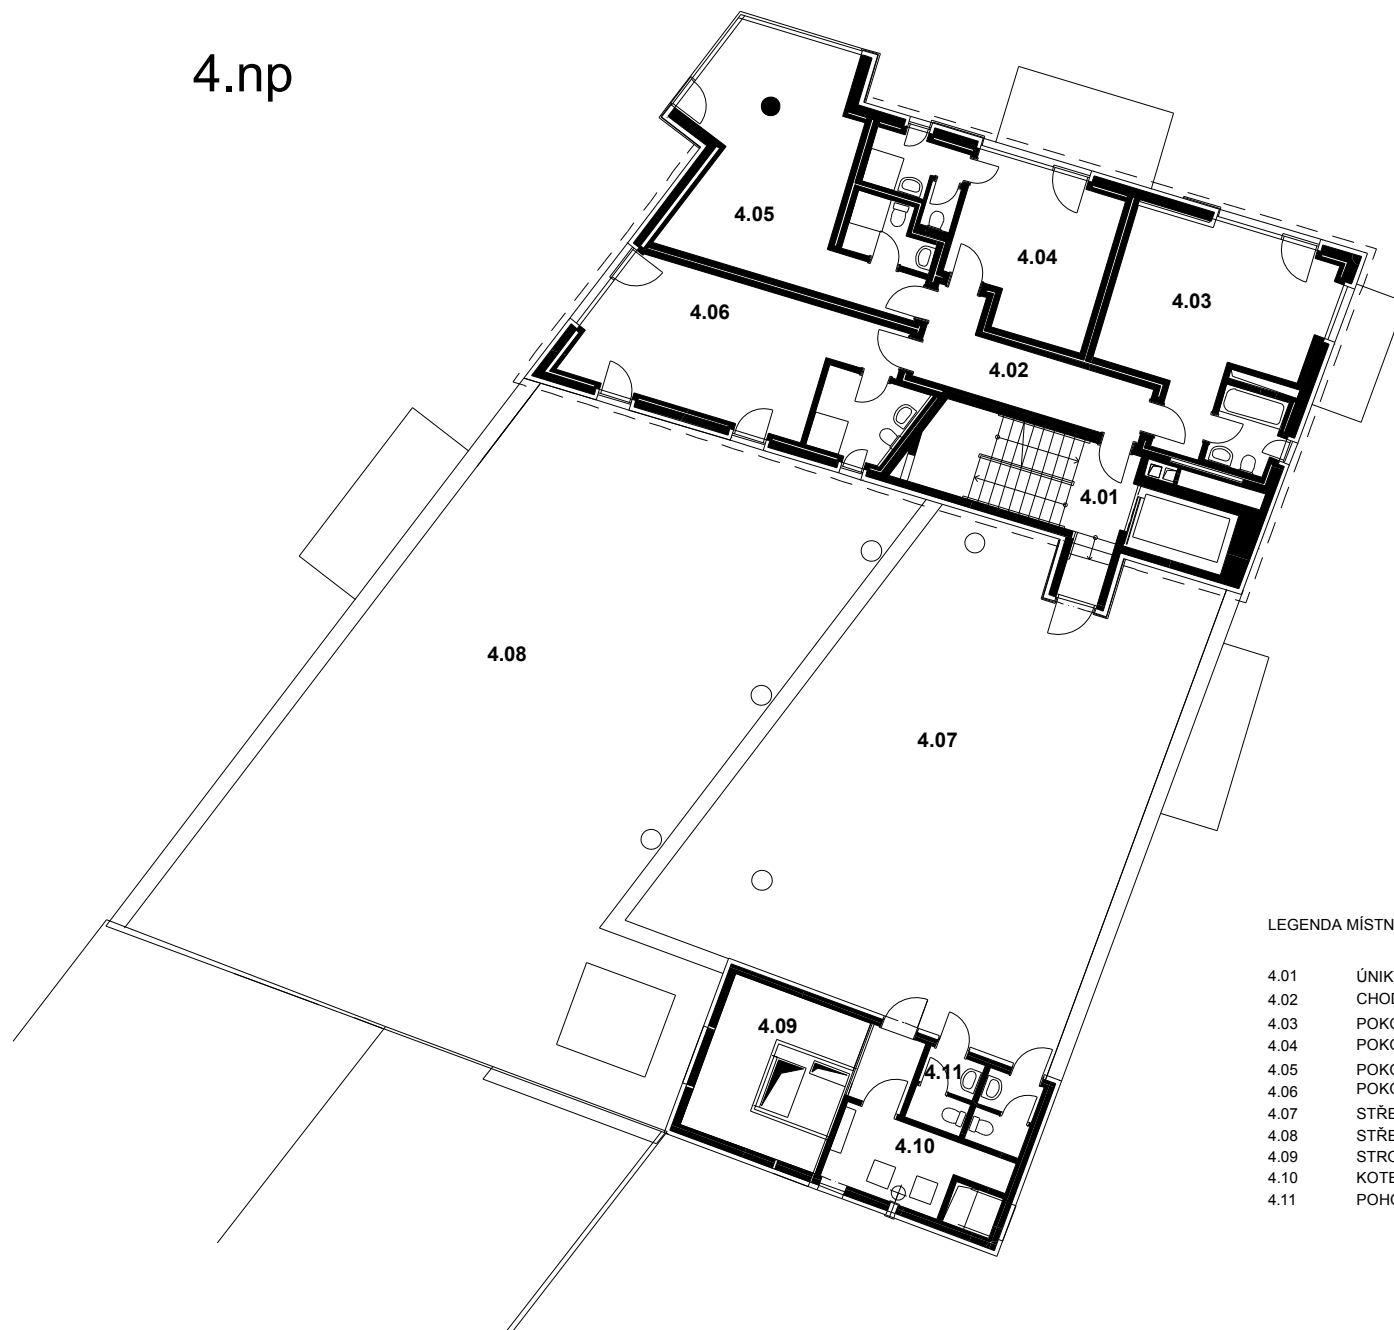 4.np
4.05
4.04
4.03
4.06
4.02
4.01
4.08
4.07
4.09
4.11
4.10
LEGENDA MÍSTN
4.01 ÚNIK
4.02 CHO
4.03 POKO
4.04 POKO
4.05 POKO
4.06 POKO
4.07 STŘE
4.08 STŘE
4.09 STRO
4.10 KOTE
4.11 POHO